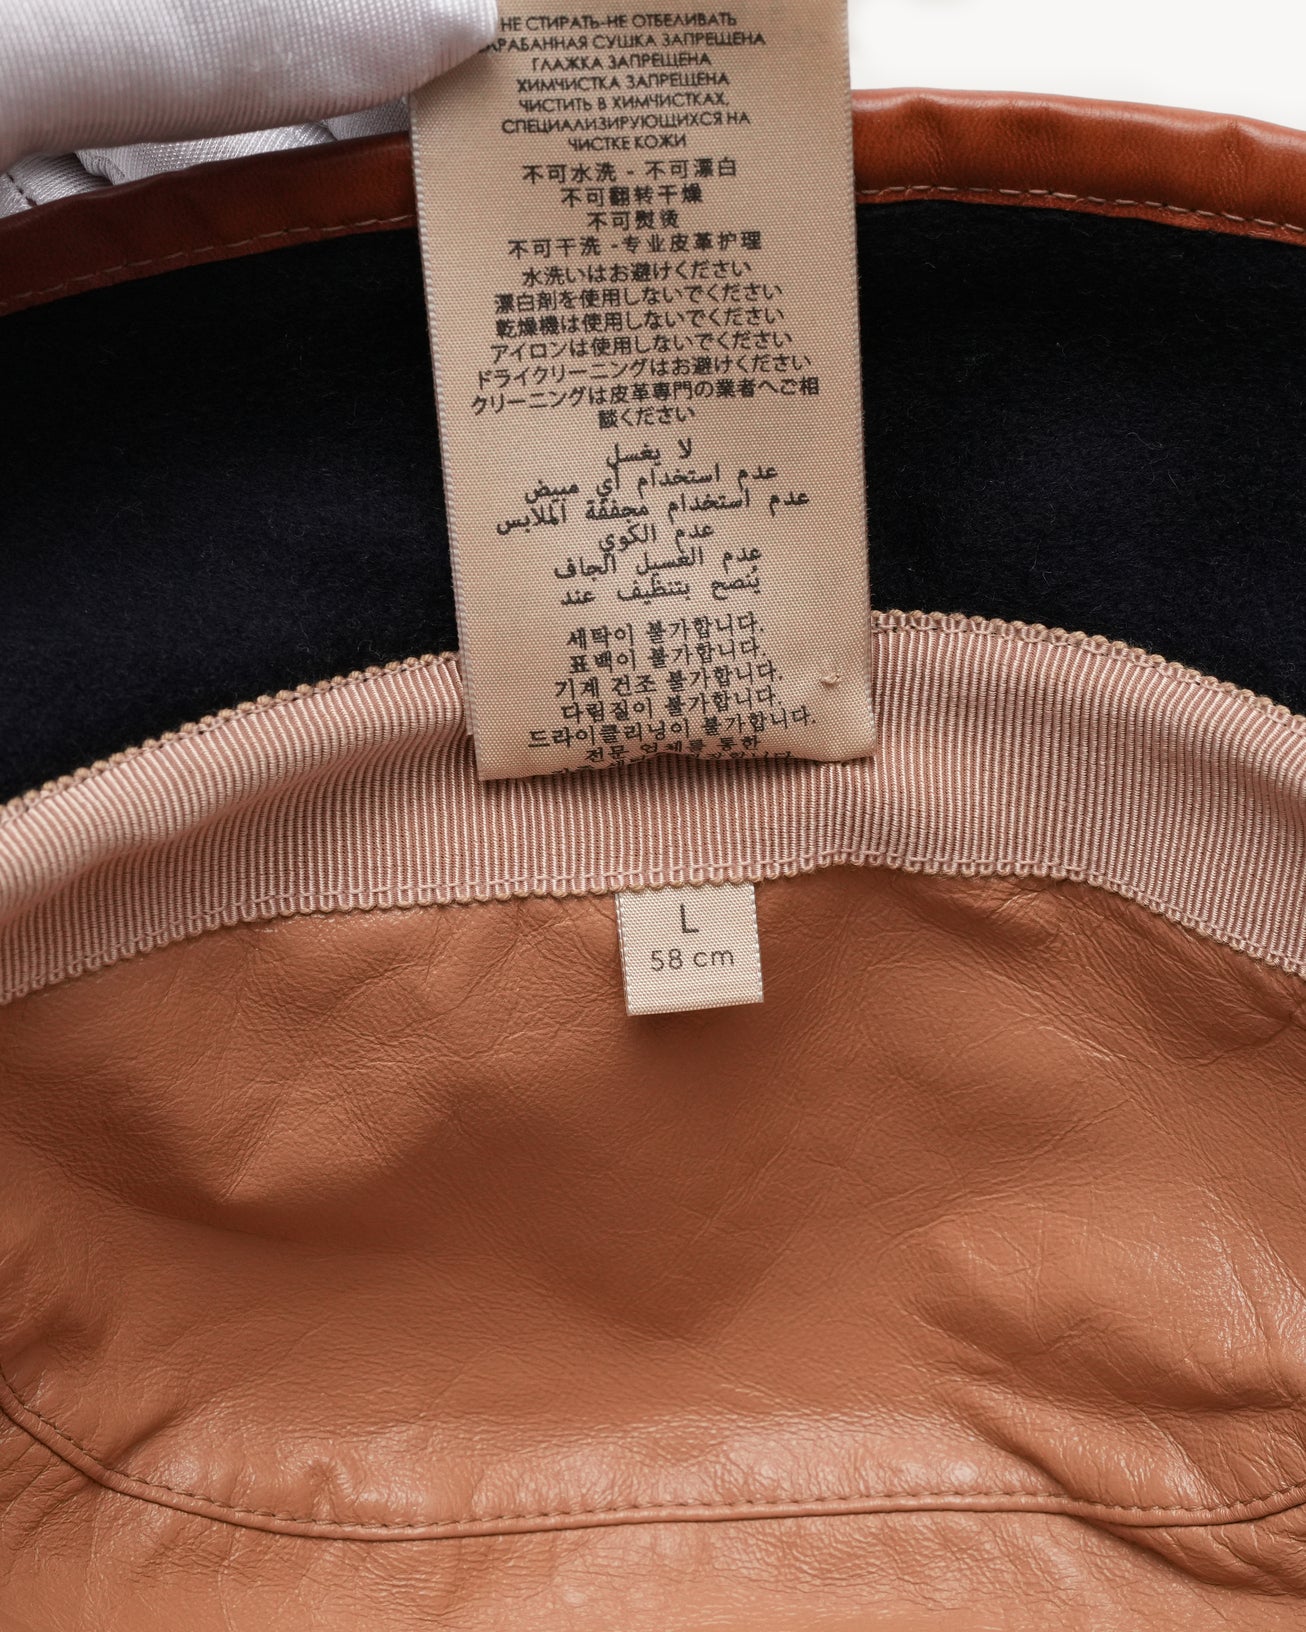 НЕ СТИРАТЬ-НЕ ОТБЕЛИВАТЬ
АРАБАННАЯ СУШКА ЗАПРЕЩЕНА
ГЛАЖКА ЗАПРЕЩЕНА
ХИМЧИСТКА ЗАПРЕЩЕНА
ЧИСТИТЬ В ХИМЧИСТКАХ,
СПЕЦИАЛИЗИРУЮЩИХСЯ НА
ЧИСТКЕ КОЖИ
不可水洗 - 不可漂白
不可翻转干燥
不可熨烫
不可干洗 -专业皮革护理
水洗いはお避けください
漂白剤を使用しないでください
乾燥機は使用しないでください
アイロンは使用しないでください
ドライクリーニングはお避けください
クリーニングは皮革専門の業者へご相
談ください
لا يغسل
عدم استخدام أي مبيض
عدم استخدام مجففة الملابس
عدم الكوي
عدم الغسيل الجاف
يُنصح بتنظيف عند
세탁이 불가합니다.
표백이 불가합니다.
기계 건조 불가합니다.
다림질이 불가합니다.
드라이클리닝이 불가합니다.
전문 업체를 통한
L
58 cm